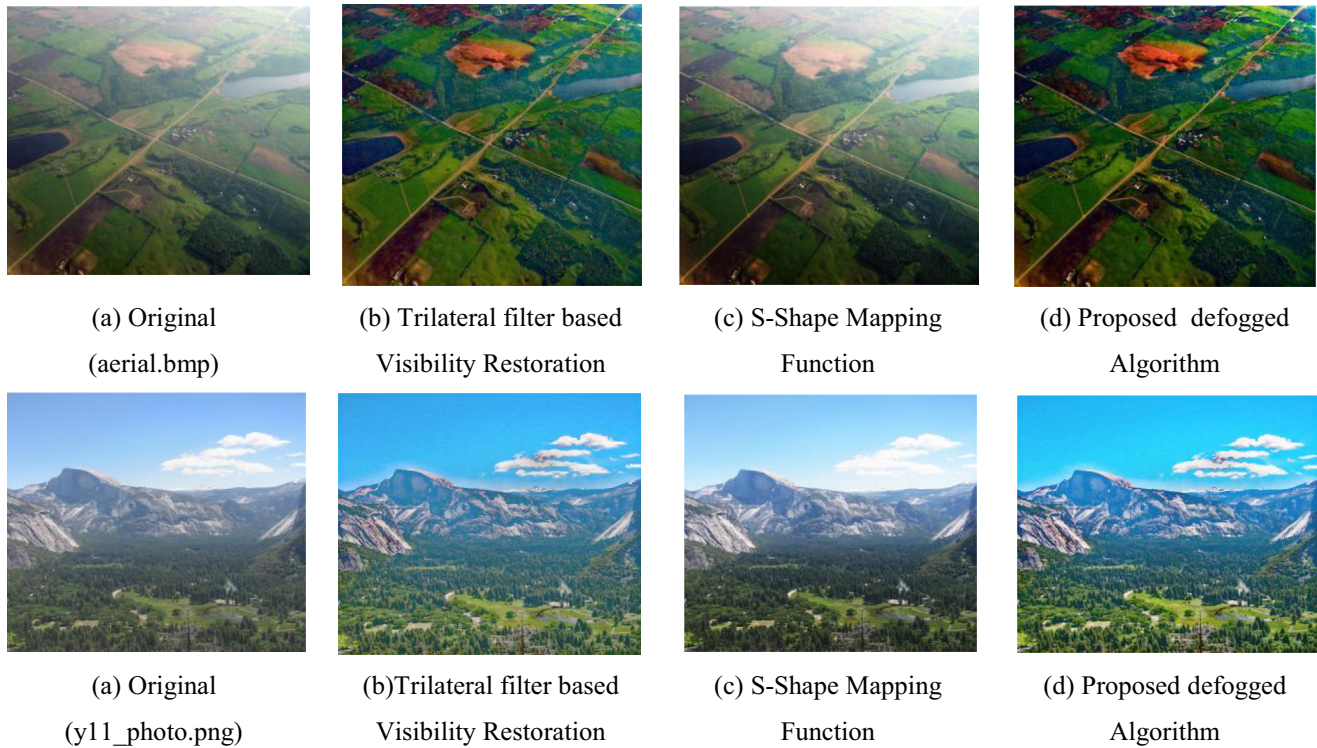 (a) Original
(aerial.bmp)
(b) Trilateral filter based
Visibility Restoration
(c) S-Shape Mapping
Function
(d) Proposed defogged
Algorithm
(a) Original
(y11_photo.png)
(b)Trilateral filter based
Visibility Restoration
(c) S-Shape Mapping
Function
(d) Proposed defogged
Algorithm